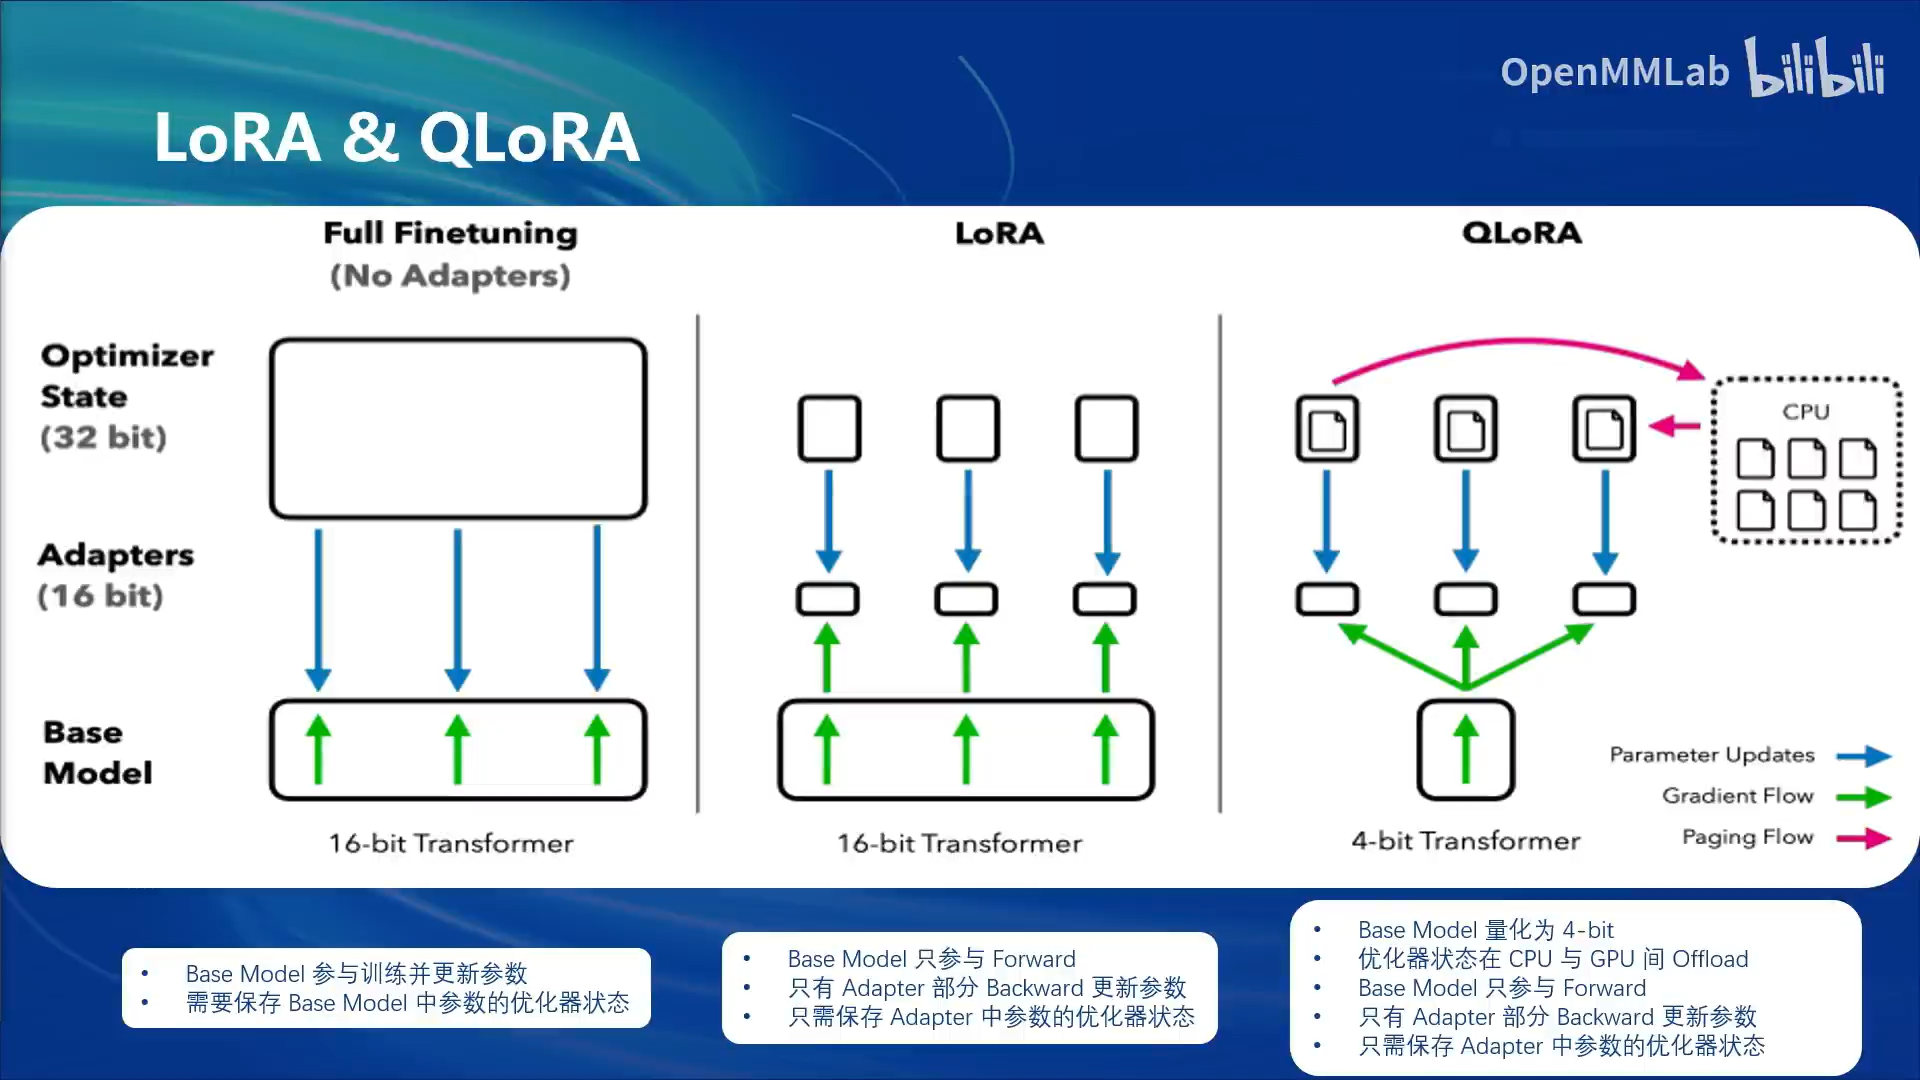 OpenMMLab bilibili
LoRA & QLoRA
Full Finetuning
(No Adapters)
LoRA
QLoRA
Optimizer
State
(32 bit)
CPU
Adapters
(16 bit)
Base
Model
Parameter Updates
Gradient Flow
Paging Flow
16-bit Transformer
16-bit Transformer
4-bit Transformer
• Base Model 参与训练并更新参数
• 需要保存 Base Model 中参数的优化器状态
• Base Model 只参与 Forward
• 只有 Adapter 部分 Backward 更新参数
• 只需保存 Adapter 中参数的优化器状态
• Base Model 量化为 4-bit
• 优化器状态在 CPU 与 GPU 间 Offload
• Base Model 只参与 Forward
• 只有 Adapter 部分 Backward 更新参数
• 只需保存 Adapter 中参数的优化器状态